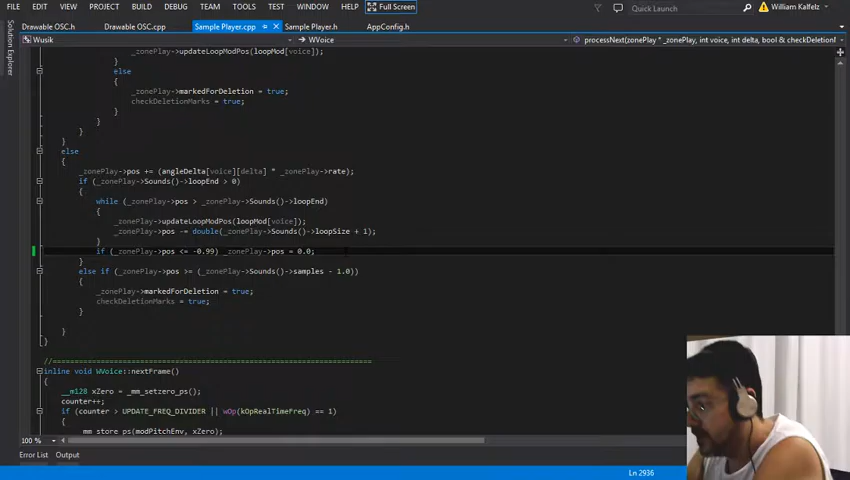 FILE EDIT VIEW PROJECT BUILD DEBUG TEAM TOOLS TEST WINDOW HELP Full Screen Quick Launch William Kalfelz
Drawable OSC.h Drawable OSC.cpp Sample Player.cpp Sample Player.h AppConfig.h
Solution Explorer
Wusik WVoice processNext(zonePlay * _zonePlay, int voice, int delta, bool & checkDeletionM
_zonePlay->updateLoopModPos(loopMod[voice]);
}
else
{
_zonePlay->markedForDeletion = true;
checkDeletionMarks = true;
}
}
}
}
else
{
_zonePlay->pos += (angleDelta[voice][delta] * _zonePlay->rate);
if (_zonePlay->Sounds()->loopEnd > 0)
{
while (_zonePlay->pos > _zonePlay->Sounds()->loopEnd)
{
_zonePlay->updateLoopModPos(loopMod[voice]);
_zonePlay->pos -= double(_zonePlay->Sounds()->loopSize + 1);
}
if (_zonePlay->pos <= -0.99) _zonePlay->pos = 0.0;
}
else if (_zonePlay->pos >= (_zonePlay->Sounds()->samples - 1.0))
{
_zonePlay->markedForDeletion = true;
checkDeletionMarks = true;
}
}
}
//======================================================================
inline void WVoice::nextFrame()
{
__m128 xZero = _mm_setzero_ps();
counter++;
if (counter > UPDATE_FREQ_DIVIDER || wOp(kOpRealTimeFreq) == 1)
{
_mm_store_ps(modPitchEnv, xZero);
100 %
Error List Output
Ln 2936